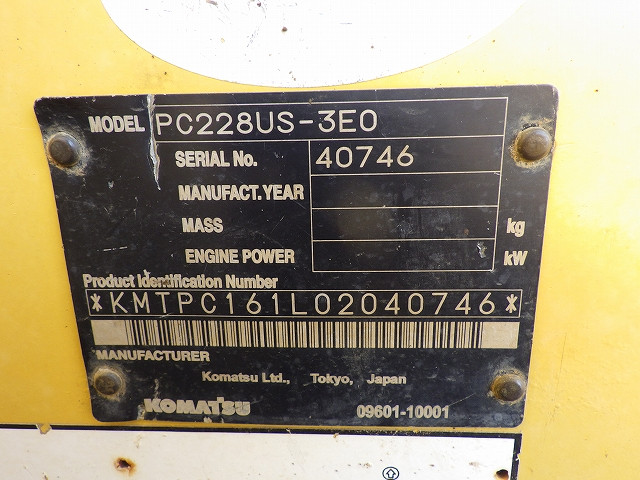 MODEL PC228US-3E0
SERIAL No. 40746
MANUFACT.YEAR
MASS kg
ENGINE POWER kW
Product Identification Number
*KMTPC161L02040746*
MANUFACTURER
Komatsu Ltd., Tokyo, Japan
KOMATSU 09601-10001